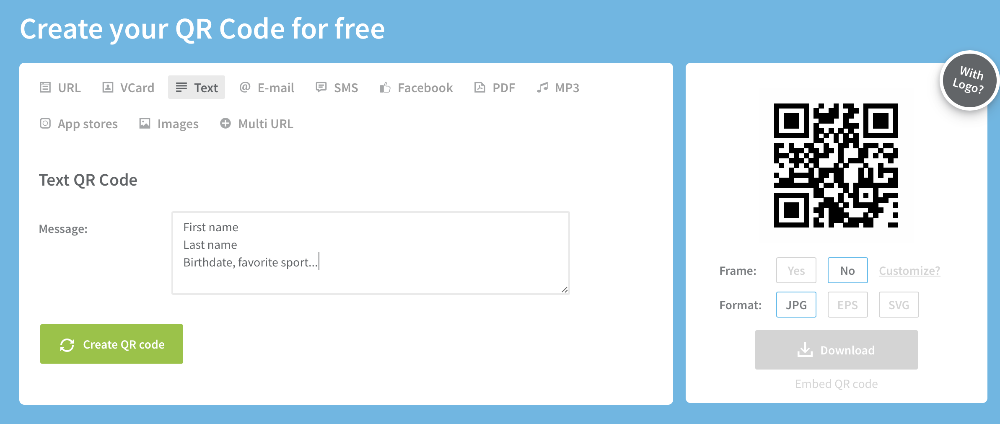 Create your QR Code for free
URL VCard Text E-mail SMS Facebook PDF MP3
App stores Images Multi URL
Text QR Code
Message:
First name
Last name
Birthdate, favorite sport...
Create QR code
With
Logo?
Frame: Yes No Customize?
Format: JPG EPS SVG
Download
Embed QR code